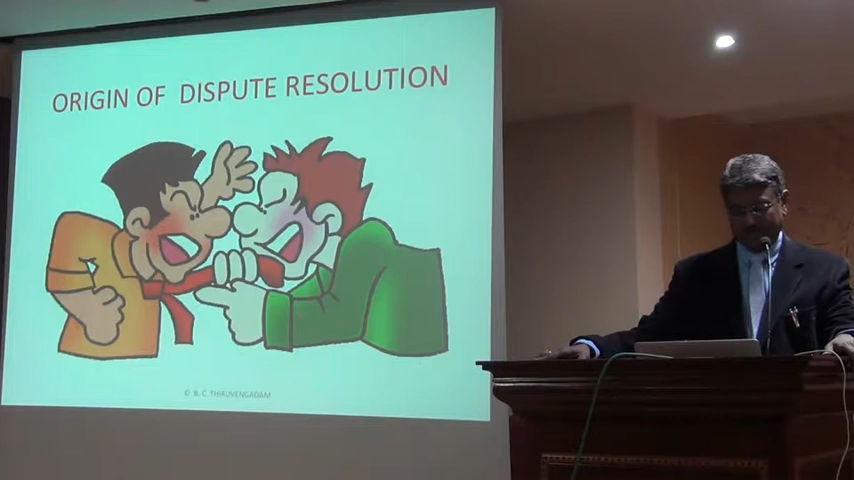 ORIGIN OF DISPUTE RESOLUTION
© B. C. THIRUVENGADAM